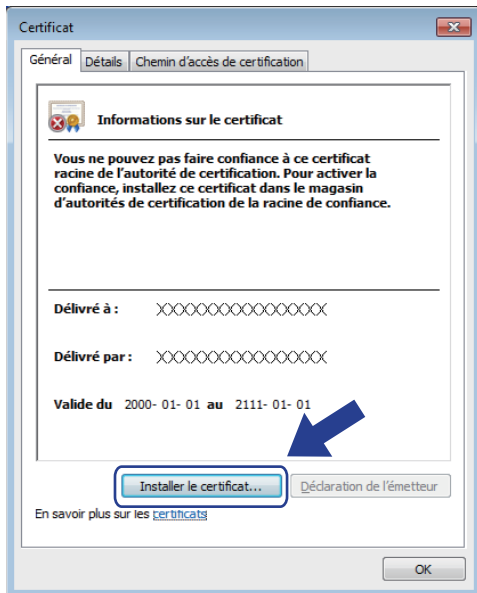 Certificat
Général Détails Chemin d'accès de certification
Informations sur le certificat
Vous ne pouvez pas faire confiance à ce certificat
racine de l'autorité de certification. Pour activer la
confiance, installez ce certificat dans le magasin
d'autorités de certification de la racine de confiance.
Délivré à : XXXXXXXXXXXXXXXXX
Délivré par : XXXXXXXXXXXXXXXXX
Valide du 2000- 01- 01 au 2111- 01- 01
Installer le certificat... Déclaration de l'émetteur
En savoir plus sur les certificats
OK